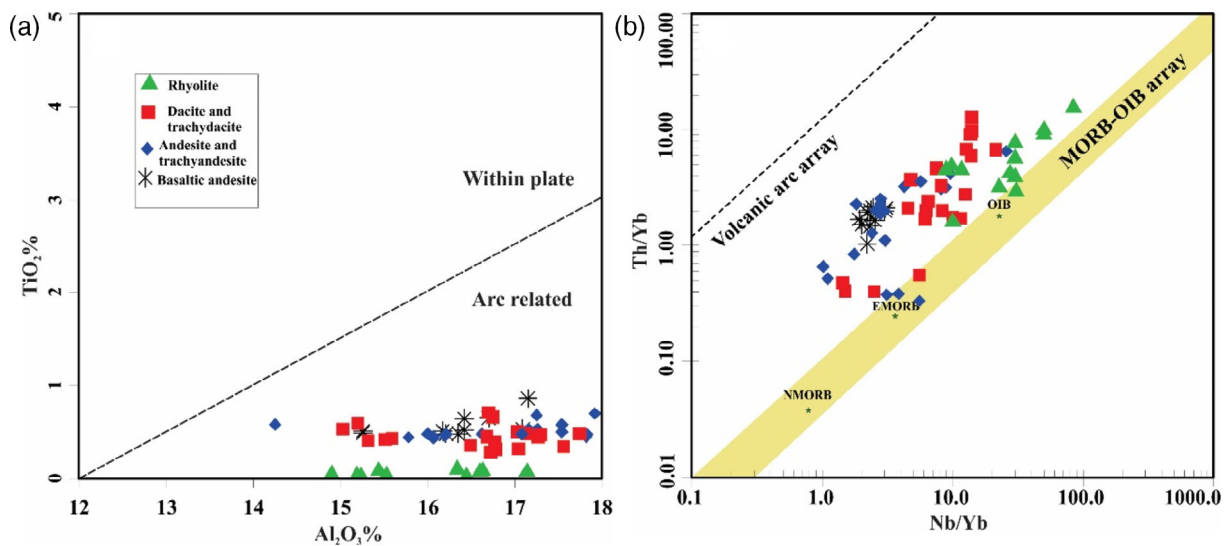 (a)
5
4
3
2
1
0
TiO2%
Rhyolite
Dacite and
trachydacite
Andesite and
trachyandesite
Basaltic andesite
Within plate
Arc related
12
13
14
15
16
17
18
Al2O3%
(b)
100.00
10.00
1.00
0.10
0.01
Th/Yb
Volcanic arc array
MORB-OIB array
OIB
EMORB
NMORB
0.1
1.0
10.0
100.0
1000.0
Nb/Yb